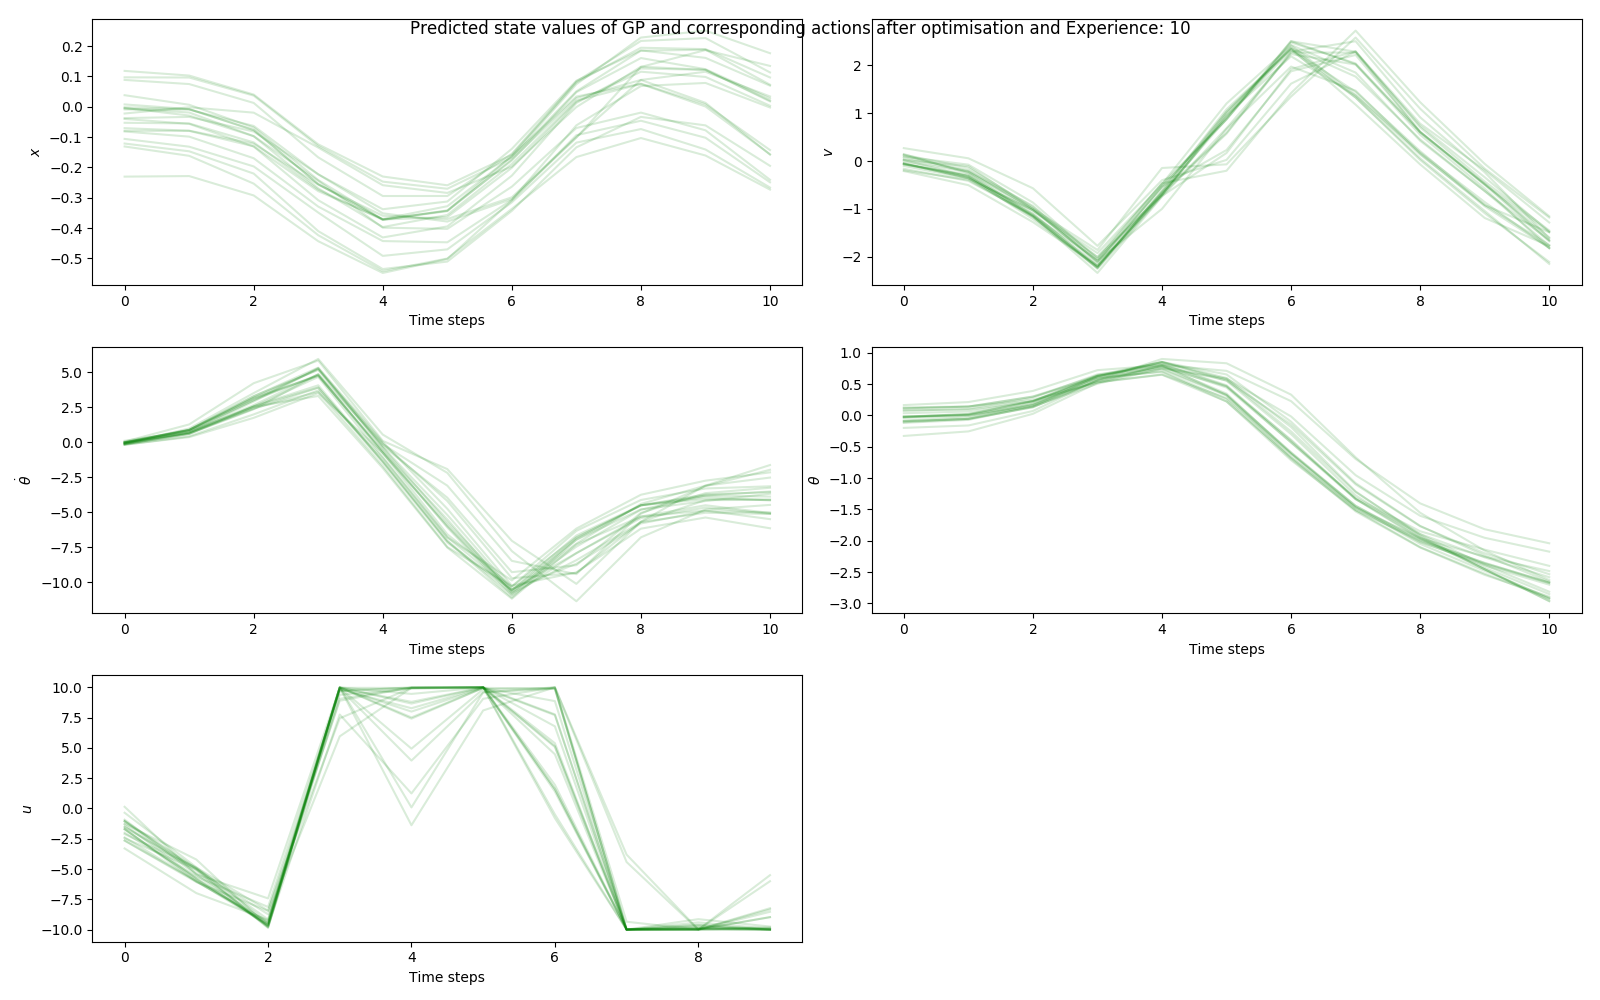 Predicted state values of GP and corresponding actions after optimisation and Experience: 10
0.2
0.1
0.0
−0.1
−0.2
−0.3
−0.4
−0.5
x
0 2 4 6 8 10
Time steps
2
1
0
−1
−2
v
0 2 4 6 8 10
Time steps
5.0
2.5
0.0
−2.5
−5.0
−7.5
−10.0
θ̇
0 2 4 6 8 10
Time steps
1.0
0.5
0.0
−0.5
−1.0
−1.5
−2.0
−2.5
−3.0
θ
0 2 4 6 8 10
Time steps
10.0
7.5
5.0
2.5
0.0
−2.5
−5.0
−7.5
−10.0
u
0 2 4 6 8
Time steps